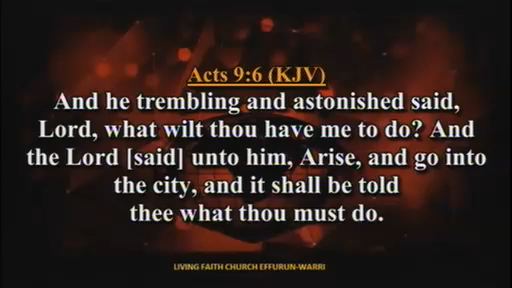 Acts 9:6 (KJV)
And he trembling and astonished said,
Lord, what wilt thou have me to do? And
the Lord [said] unto him, Arise, and go into
the city, and it shall be told
thee what thou must do.
LIVING FAITH CHURCH EFFURUN-WARRI